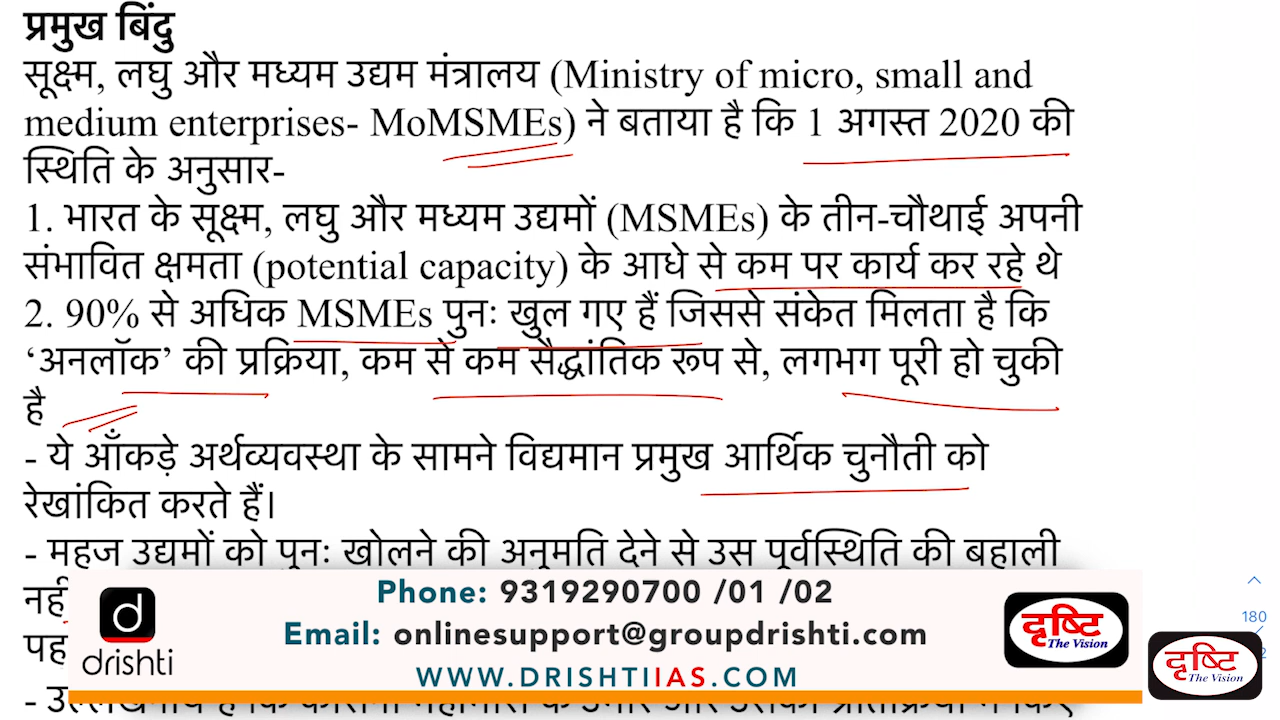 प्रमुख बिंदु
सूक्ष्म, लघु और मध्यम उद्यम मंत्रालय (Ministry of micro, small and
medium enterprises- MoMSMEs) ने बताया है कि 1 अगस्त 2020 की
स्थिति के अनुसार-
1. भारत के सूक्ष्म, लघु और मध्यम उद्यमों (MSMEs) के तीन-चौथाई अपनी
संभावित क्षमता (potential capacity) के आधे से कम पर कार्य कर रहे थे
2. 90% से अधिक MSMEs पुनः खुल गए हैं जिससे संकेत मिलता है कि
‘अनलॉक’ की प्रक्रिया, कम से कम सैद्धांतिक रूप से, लगभग पूरी हो चुकी
है
- ये आँकड़े अर्थव्यवस्था के सामने विद्यमान प्रमुख आर्थिक चुनौती को
रेखांकित करते हैं।
- महज उद्यमों को पुनः खोलने की अनुमति देने से उस पूर्वस्थिति की बहाली
Phone: 9319290700 /01 /02
Email: onlinesupport@groupdrishti.com
WWW.DRISHTIIAS.COM
d
drishti
दृष्टि
The Vision
180
दृष्टि
The Vision